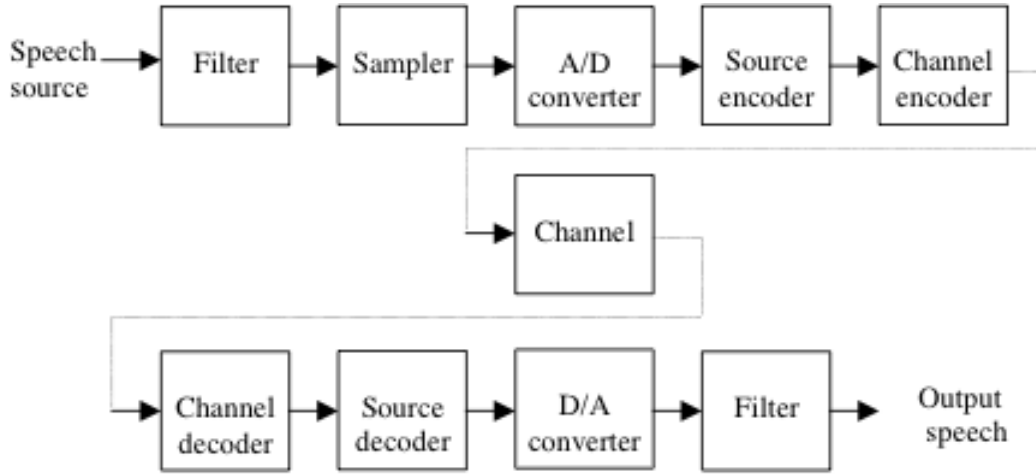 Speech
source
Filter
Sampler
A/D
converter
Source
encoder
Channel
encoder
Channel
Channel
decoder
Source
decoder
D/A
converter
Filter
Output
speech